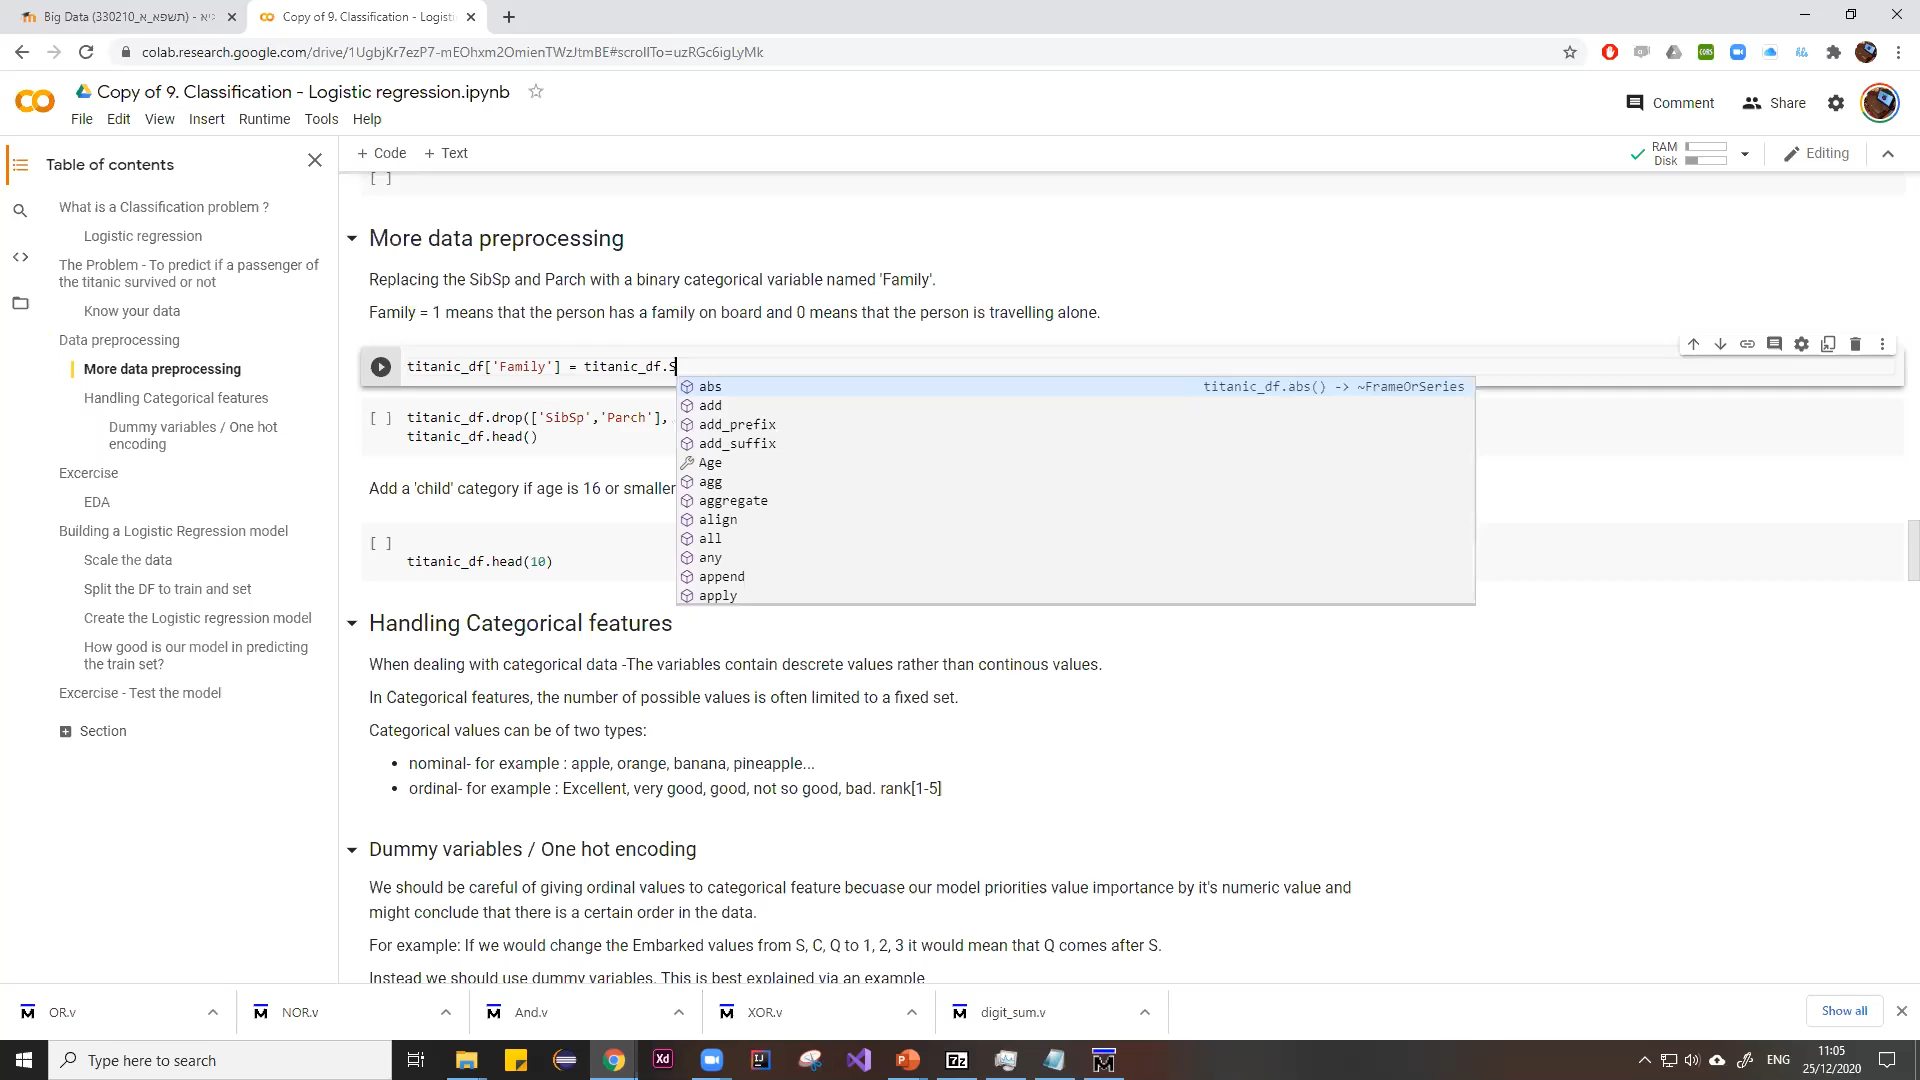 Big Data (330210_תשפא_א) - גיא
Copy of 9. Classification - Logisti
colab.research.google.com/drive/1UgbjKr7ezP7-mEOhxm2OmienTWzJtmBE#scrollTo=uzRGc6igLyMk
Copy of 9. Classification - Logistic regression.ipynb
Comment
Share
File Edit View Insert Runtime Tools Help
Table of contents
+ Code + Text
RAM
Disk
Editing
What is a Classification problem ?
Logistic regression
The Problem - To predict if a passenger of
the titanic survived or not
Know your data
Data preprocessing
More data preprocessing
Handling Categorical features
Dummy variables / One hot
encoding
Excercise
EDA
Building a Logistic Regression model
Scale the data
Split the DF to train and set
Create the Logistic regression model
How good is our model in predicting
the train set?
Excercise - Test the model
Section
[ ]
More data preprocessing
Replacing the SibSp and Parch with a binary categorical variable named 'Family'.
Family = 1 means that the person has a family on board and 0 means that the person is travelling alone.
titanic_df['Family'] = titanic_df.S
abs titanic_df.abs() -> ~FrameOrSeries
add
add_prefix
add_suffix
Age
agg
aggregate
align
all
any
append
apply
[ ] titanic_df.drop(['SibSp','Parch'],
titanic_df.head()
Add a 'child' category if age is 16 or smaller
[ ]
titanic_df.head(10)
Handling Categorical features
When dealing with categorical data -The variables contain descrete values rather than continous values.
In Categorical features, the number of possible values is often limited to a fixed set.
Categorical values can be of two types:
• nominal- for example : apple, orange, banana, pineapple...
• ordinal- for example : Excellent, very good, good, not so good, bad. rank[1-5]
Dummy variables / One hot encoding
We should be careful of giving ordinal values to categorical feature becuase our model priorities value importance by it's numeric value and
might conclude that there is a certain order in the data.
For example: If we would change the Embarked values from S, C, Q to 1, 2, 3 it would mean that Q comes after S.
Instead we should use dummy variables. This is best explained via an example
OR.v
NOR.v
And.v
XOR.v
digit_sum.v
Show all
Type here to search
ENG
11:05
25/12/2020